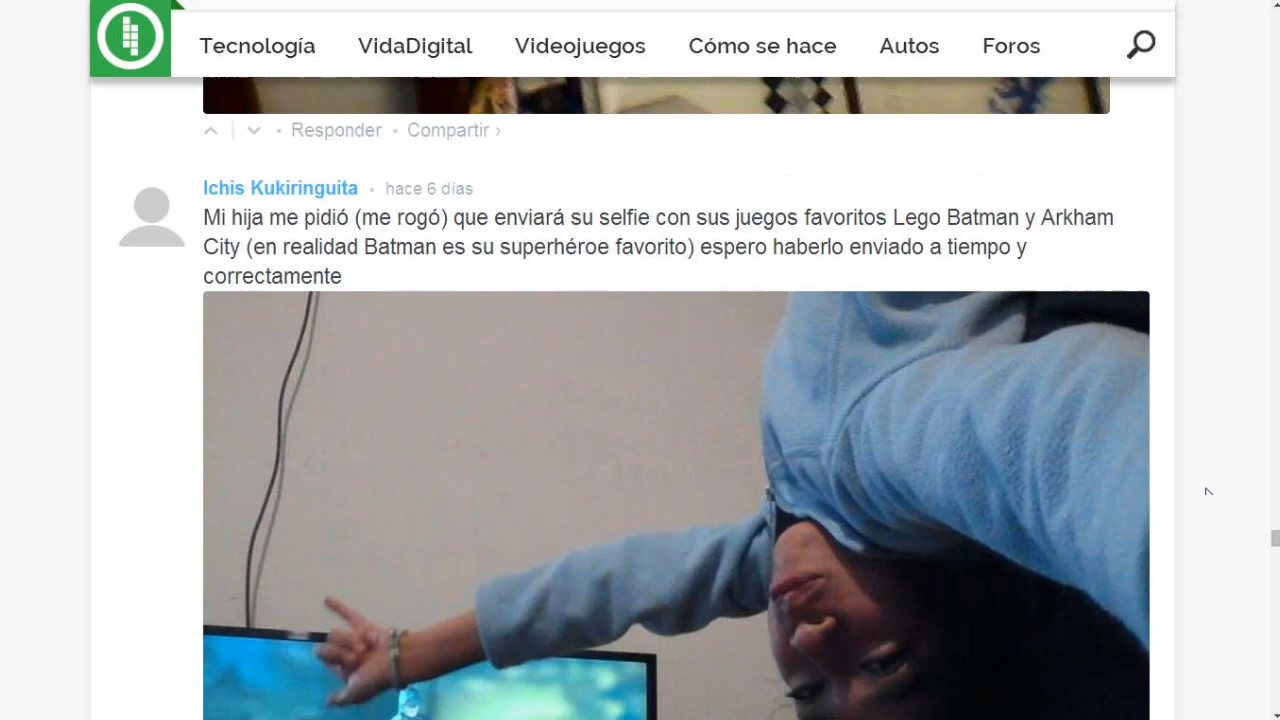 Tecnología VidaDigital Videojuegos Cómo se hace Autos Foros
• Responder • Compartir ›
Ichis Kukiringuita • hace 6 días
Mi hija me pidió (me rogó) que enviará su selfie con sus juegos favoritos Lego Batman y Arkham
City (en realidad Batman es su superhéroe favorito) espero haberlo enviado a tiempo y
correctamente